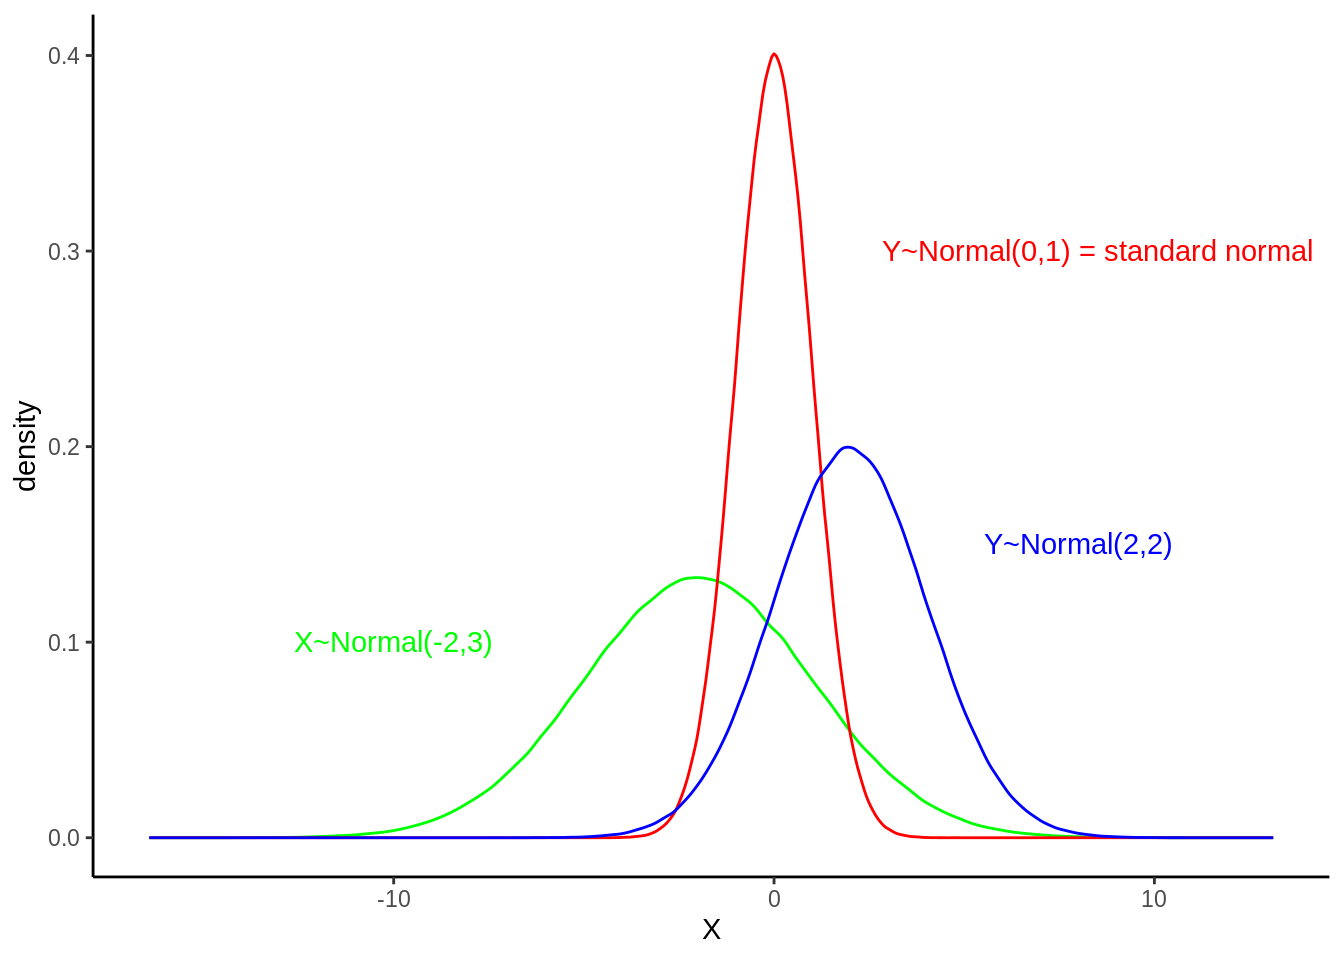 0.4
0.3
0.2
0.1
0.0
density
Y~Normal(0,1) = standard normal
Y~Normal(2,2)
X~Normal(-2,3)
-10
0
10
X